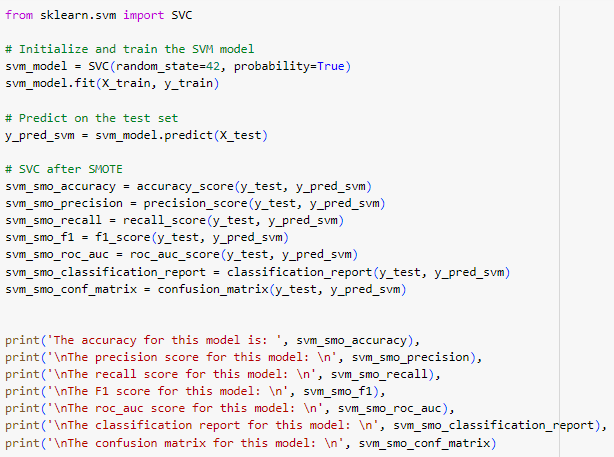 from sklearn.svm import SVC
# Initialize and train the SVM model
svm_model = SVC(random_state=42, probability=True)
svm_model.fit(X_train, y_train)
# Predict on the test set
y_pred_svm = svm_model.predict(X_test)
# SVC after SMOTE
svm_smo_accuracy = accuracy_score(y_test, y_pred_svm)
svm_smo_precision = precision_score(y_test, y_pred_svm)
svm_smo_recall = recall_score(y_test, y_pred_svm)
svm_smo_f1 = f1_score(y_test, y_pred_svm)
svm_smo_roc_auc = roc_auc_score(y_test, y_pred_svm)
svm_smo_classification_report = classification_report(y_test, y_pred_svm)
svm_smo_conf_matrix = confusion_matrix(y_test, y_pred_svm)
print('The accuracy for this model is: ', svm_smo_accuracy),
print('\nThe precision score for this model: \n', svm_smo_precision),
print('\nThe recall score for this model: \n', svm_smo_recall),
print('\nThe F1 score for this model: \n', svm_smo_f1),
print('\nThe roc_auc score for this model: \n', svm_smo_roc_auc),
print('\nThe classification report for this model: \n', svm_smo_classification_report),
print('\nThe confusion matrix for this model: \n', svm_smo_conf_matrix)